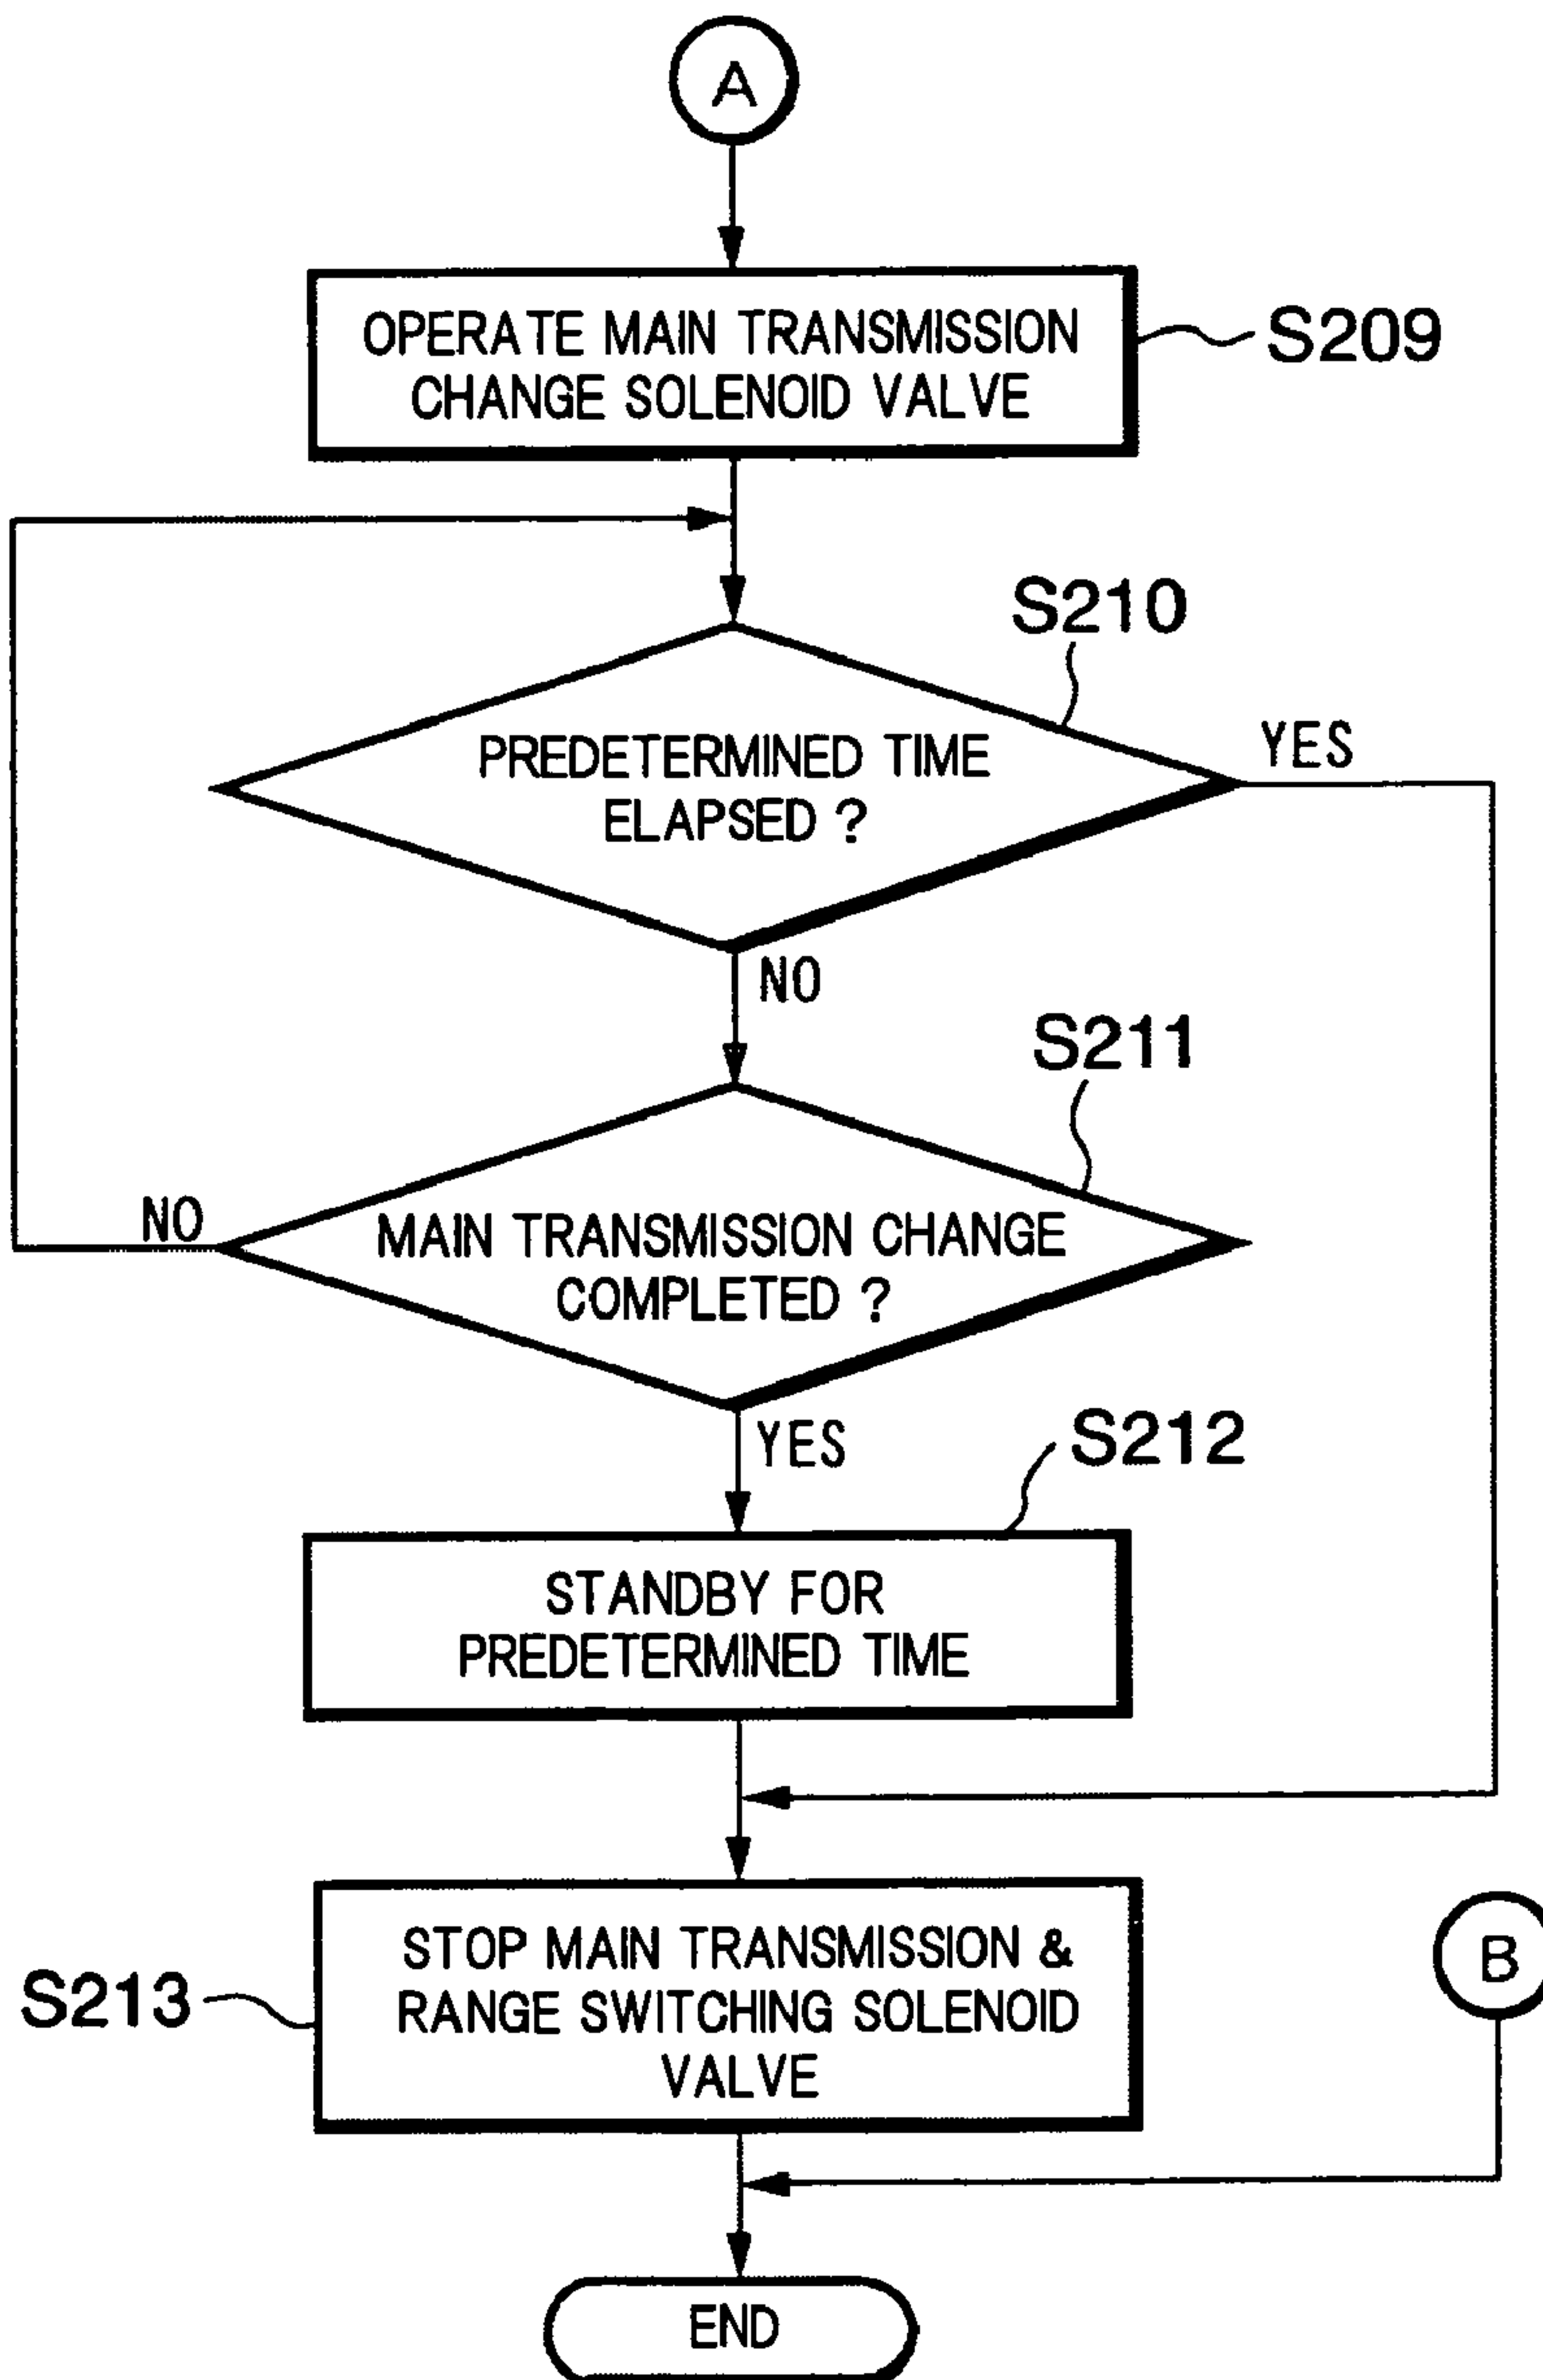 A
OPERATE MAIN TRANSMISSION
CHANGE SOLENOID VALVE
S209
S210
PREDETERMINED TIME
ELAPSED ?
YES
NO
S211
MAIN TRANSMISSION CHANGE
COMPLETED ?
NO
YES
S212
STANDBY FOR
PREDETERMINED TIME
STOP MAIN TRANSMISSION &
RANGE SWITCHING SOLENOID
VALVE
S213
B
END